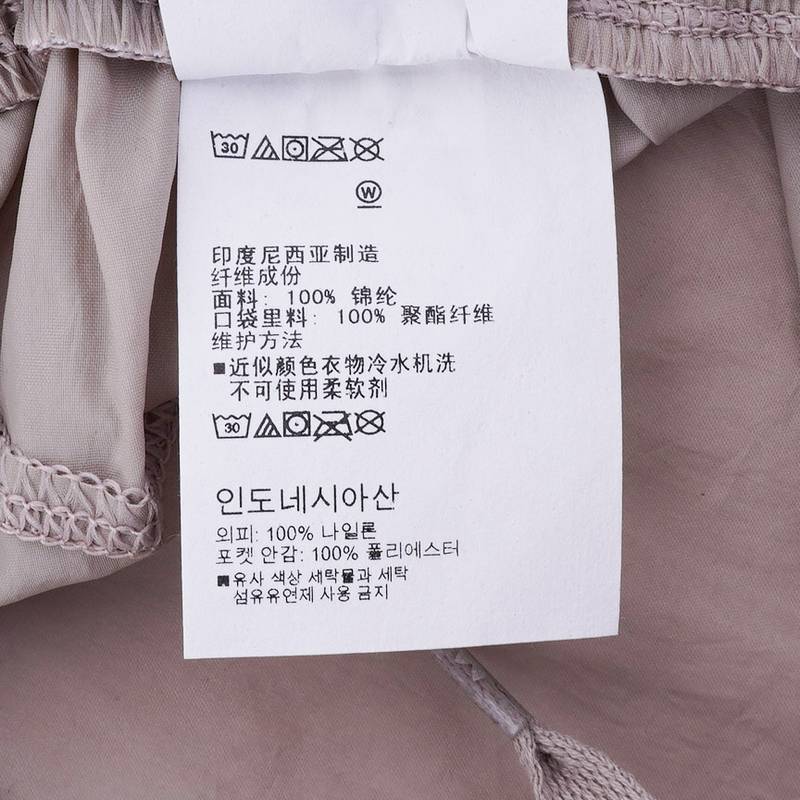 30
W
印度尼西亚制造
纤维成份
面料: 100% 锦纶
口袋里料: 100% 聚酯纤维
维护方法
■近似颜色衣物冷水机洗
不可使用柔软剂
30
인도네시아산
외피: 100% 나일론
포켓 안감: 100% 폴리에스터
■유사 색상 세탁물과 세탁
섬유유연제 사용 금지